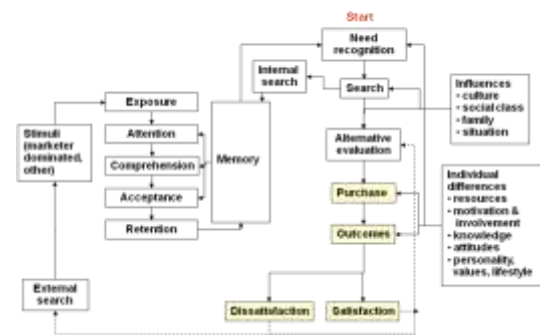 Start
Need
recognition
Internal
search
Search
Influences
- culture
- social class
- family
- situation
Exposure
Stimuli
(marketer
dominated,
other)
Attention
Memory
Alternative
evaluation
Comprehension
Individual
differences
- resources
- motivation &
involvement
- knowledge
- attitudes
- personality,
values, lifestyle
Acceptance
Purchase
Retention
Outcomes
External
search
Dissatisfaction
Satisfaction